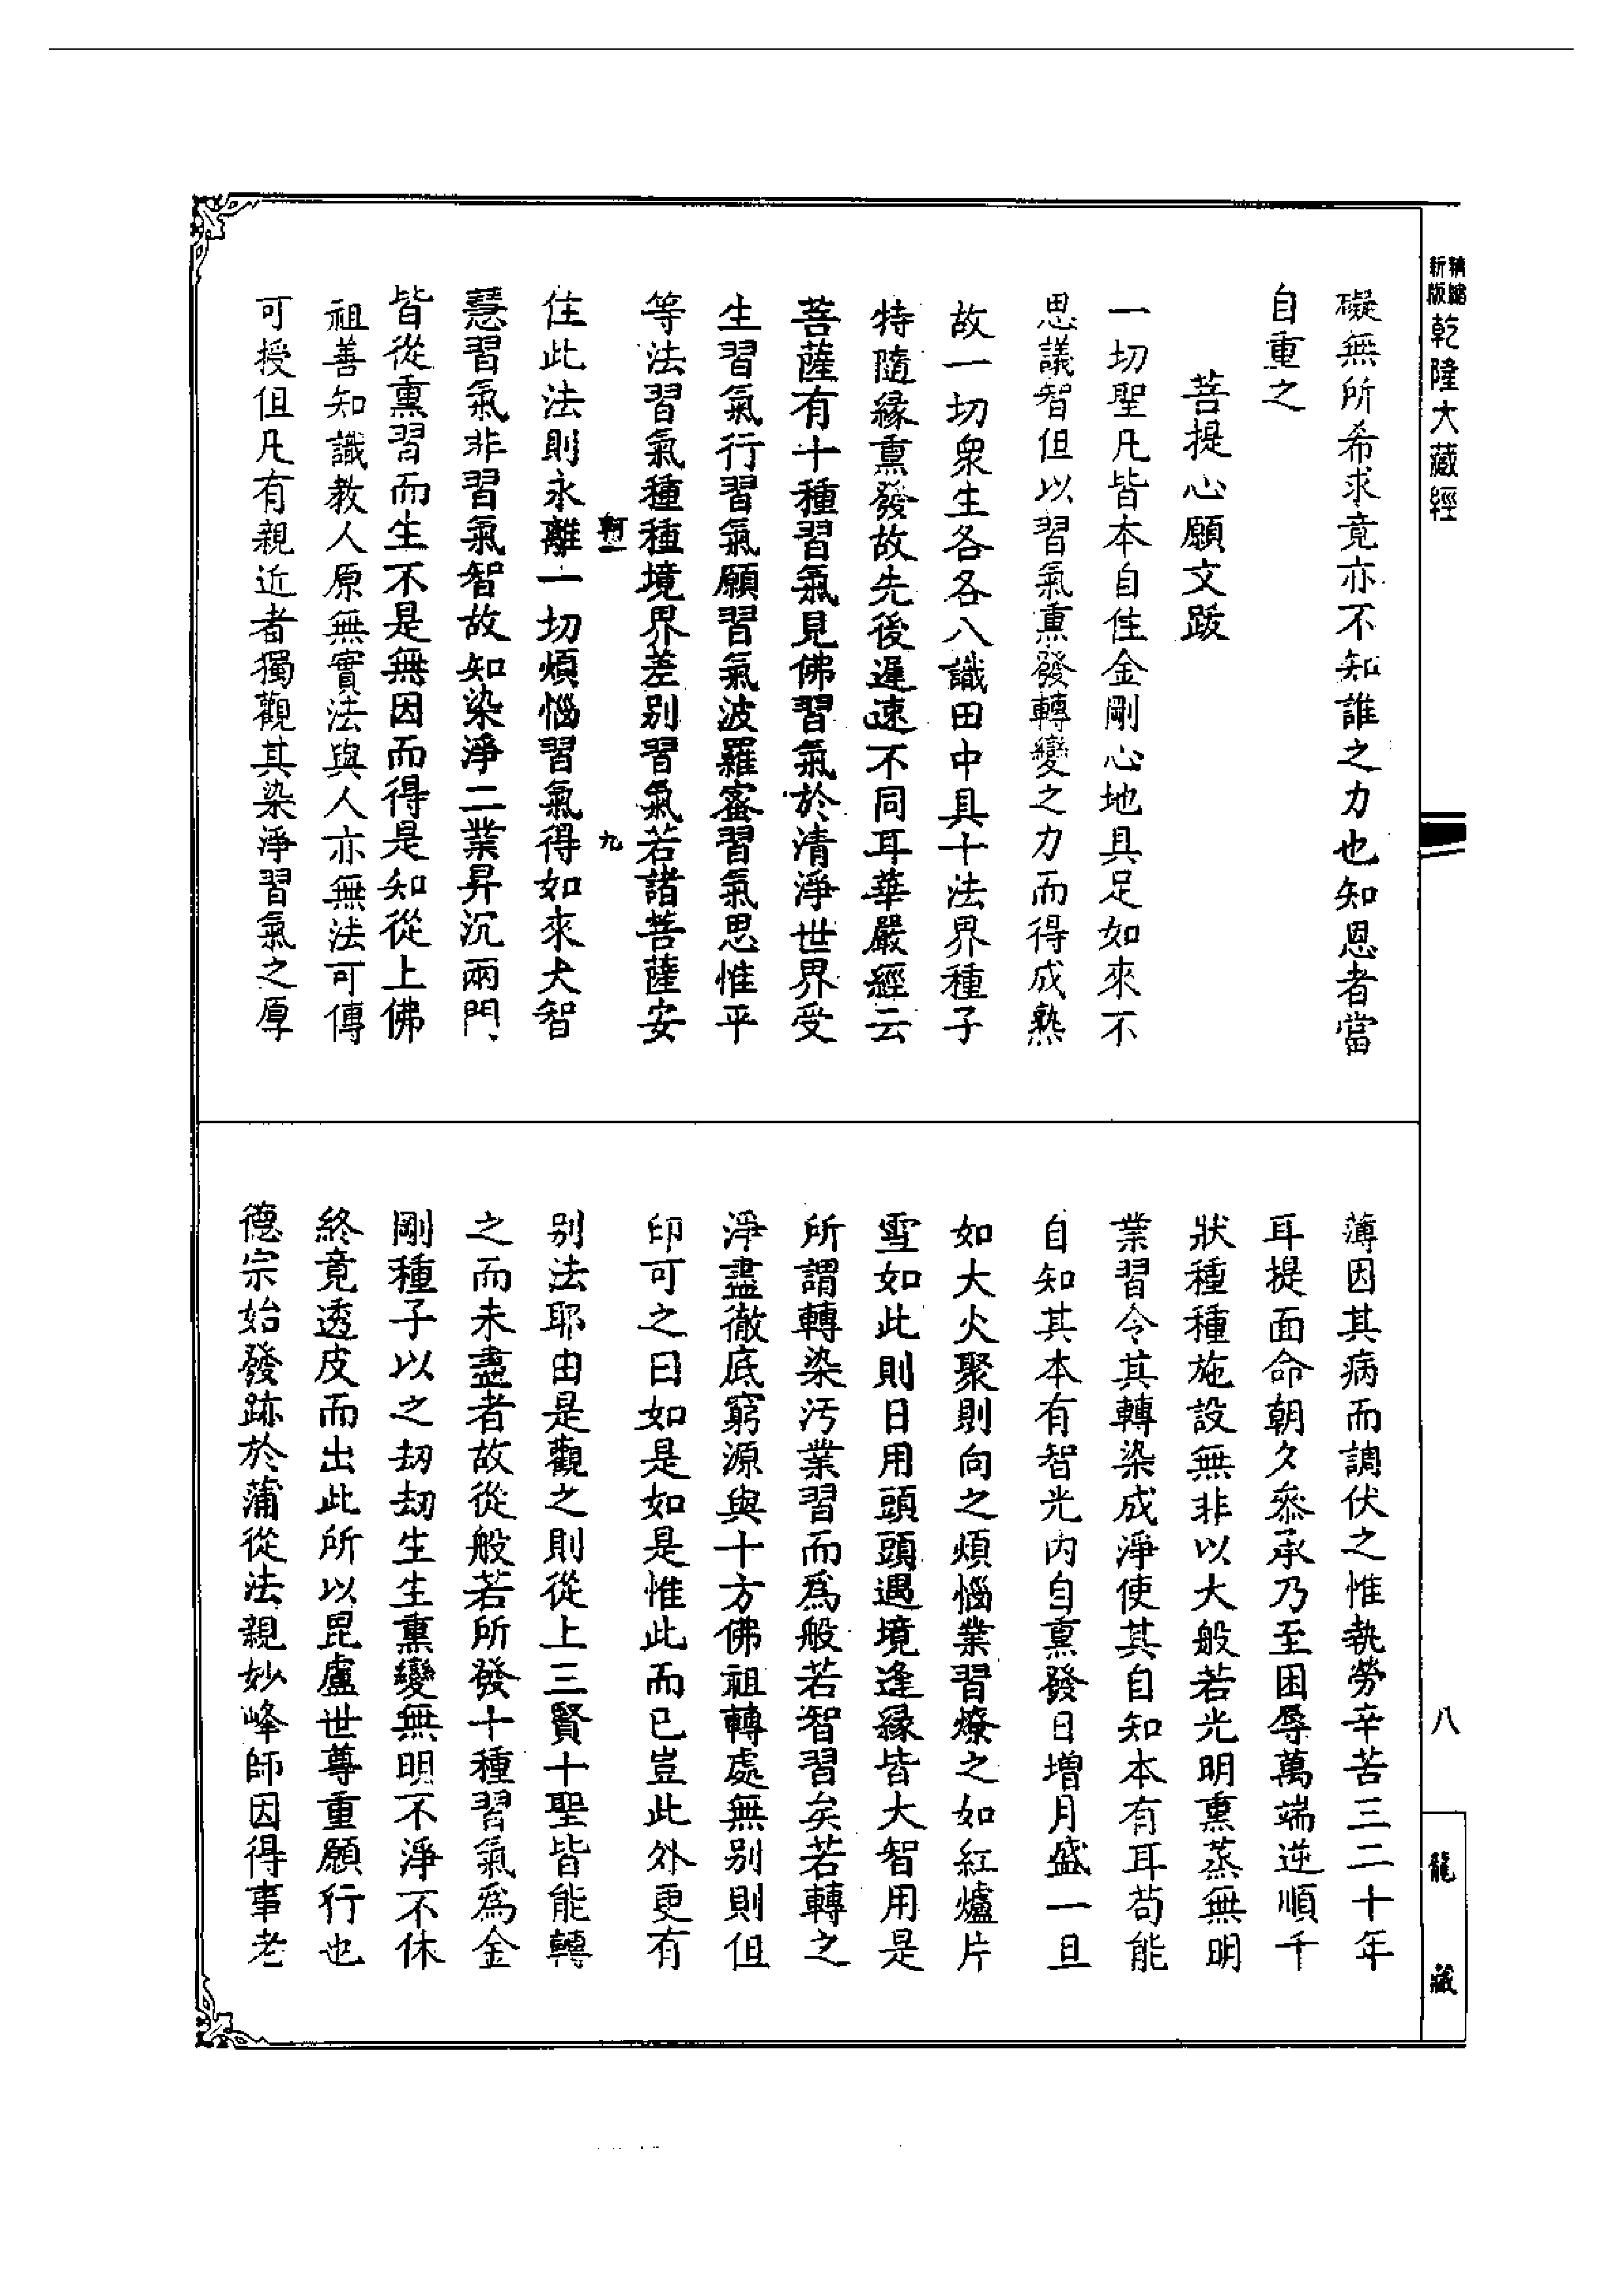 精縮
新版
乾隆大藏經
礙無所希求竟亦不知誰之力也知恩者當
自重之
菩提心願文跋
一切聖凡皆本自住金剛心地具足如來不
思議智但以習氣熏發轉變之力而得成熟
故一切衆生各各八識田中具十法界種子
特隨緣熏發故先後遲速不同耳華嚴經云
菩薩有十種習氣見佛習氣於清淨世界受
生習氣行習氣願習氣波羅蜜習氣思惟平
等法習氣種種境界差別習氣若諸菩薩安
九
住此法則永離一切煩惱習氣得如來大智
慧習氣非習氣智故知染淨二業昇沉兩門
皆從熏習而生不是無因而得是知從上佛
祖善知識教人原無實法與人亦無法可傳
可授但凡有親近者獨觀其染淨習氣之厚
薄因其病而調伏之惟執勞辛苦三二十年
耳提面命朝夕叅承乃至困辱萬端逆順千
狀種種施設無非以大般若光明熏蒸無明
業習令其轉染成淨使其自知本有耳苟能
自知其本有智光內自熏發日增月盛一旦
如大火聚則向之煩惱業習燎之如紅爐片
雪如此則日用頭頭遇境逢緣皆大智用是
所謂轉染汚業習而爲般若智習矣若轉之
淨盡徹底窮源與十方佛祖轉處無別則但
印可之曰如是如是惟此而已豈此外更有
別法耶由是觀之則從上三賢十聖皆能轉
之而未盡者故從般若所發十種習氣爲金
剛種子以之劫劫生生熏變無明不淨不休
終竟透皮而出此所以毘盧世尊重願行也
德宗始發跡於蒲從法親妙峰師因得事老
八
龍藏